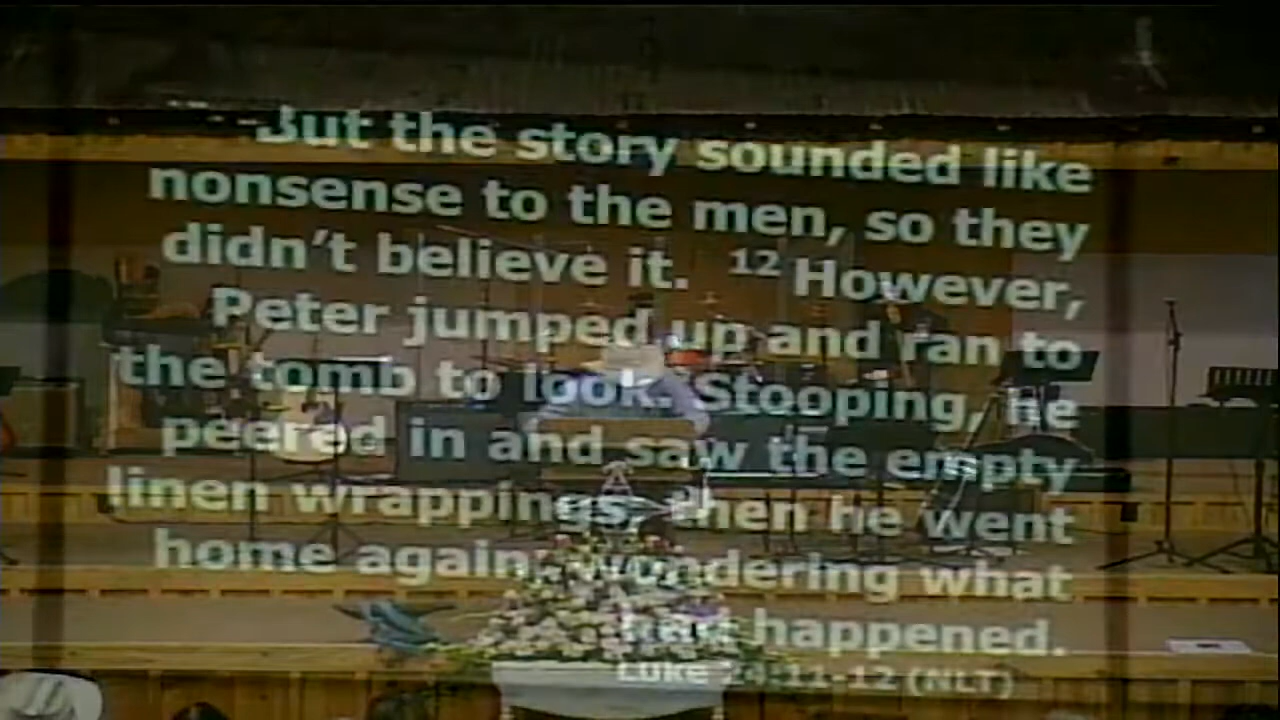 But the story sounded like
nonsense to the men, so they
didn't believe it. 12 However,
Peter jumped up and ran to
the tomb to look. Stooping, he
peered in and saw the empty
linen wrappings; then he went
home again, wondering what
had happened.
Luke 24:11-12 (NLT)